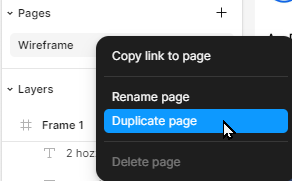 Pages
Wireframe
Copy link to page
Layers
Rename page
Frame 1
Duplicate page
2 hoz
Delete page